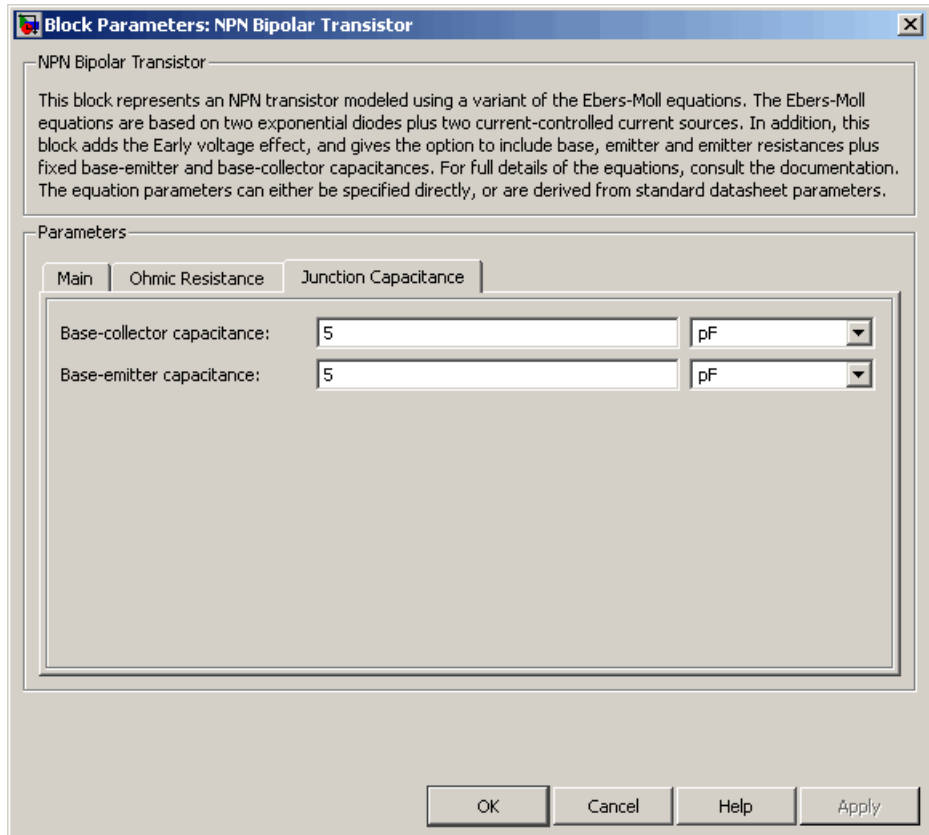 Block Parameters: NPN Bipolar Transistor
NPN Bipolar Transistor
This block represents an NPN transistor modeled using a variant of the Ebers-Moll equations. The Ebers-Moll
equations are based on two exponential diodes plus two current-controlled current sources. In addition, this
block adds the Early voltage effect, and gives the option to include base, emitter and emitter resistances plus
fixed base-emitter and base-collector capacitances. For full details of the equations, consult the documentation.
The equation parameters can either be specified directly, or are derived from standard datasheet parameters.
Parameters
Main Ohmic Resistance Junction Capacitance
Base-collector capacitance: 5 pF
Base-emitter capacitance: 5 pF
OK Cancel Help Apply